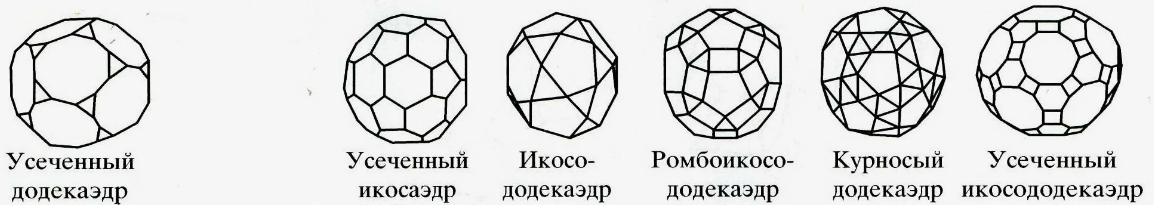 Усеченный
додекаэдр
Усеченный
икосаэдр
Икосо-
додекаэдр
Ромбоикосо-
додекаэдр
Курносый
додекаэдр
Усеченный
икосододекаэдр